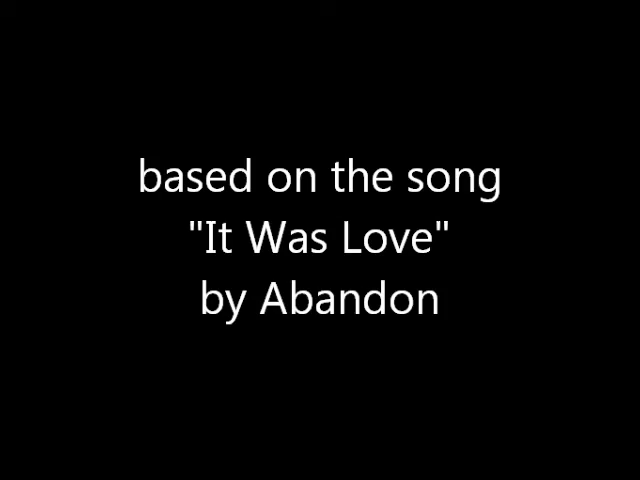 based on the song
"It Was Love"
by Abandon